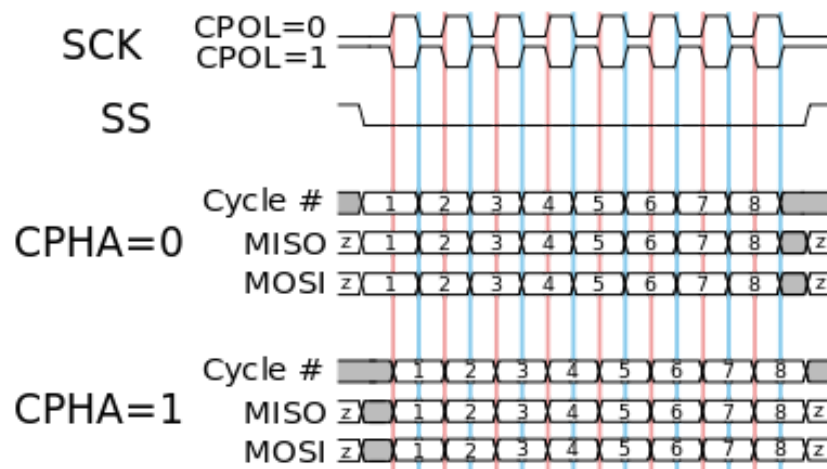 SCK CPOL=0
CPOL=1
SS
Cycle # 1 2 3 4 5 6 7 8
CPHA=0 MISO z 1 2 3 4 5 6 7 8 z
MOSI z 1 2 3 4 5 6 7 8 z
Cycle # 1 2 3 4 5 6 7 8
CPHA=1 MISO z 1 2 3 4 5 6 7 8 z
MOSI z 1 2 3 4 5 6 7 8 z